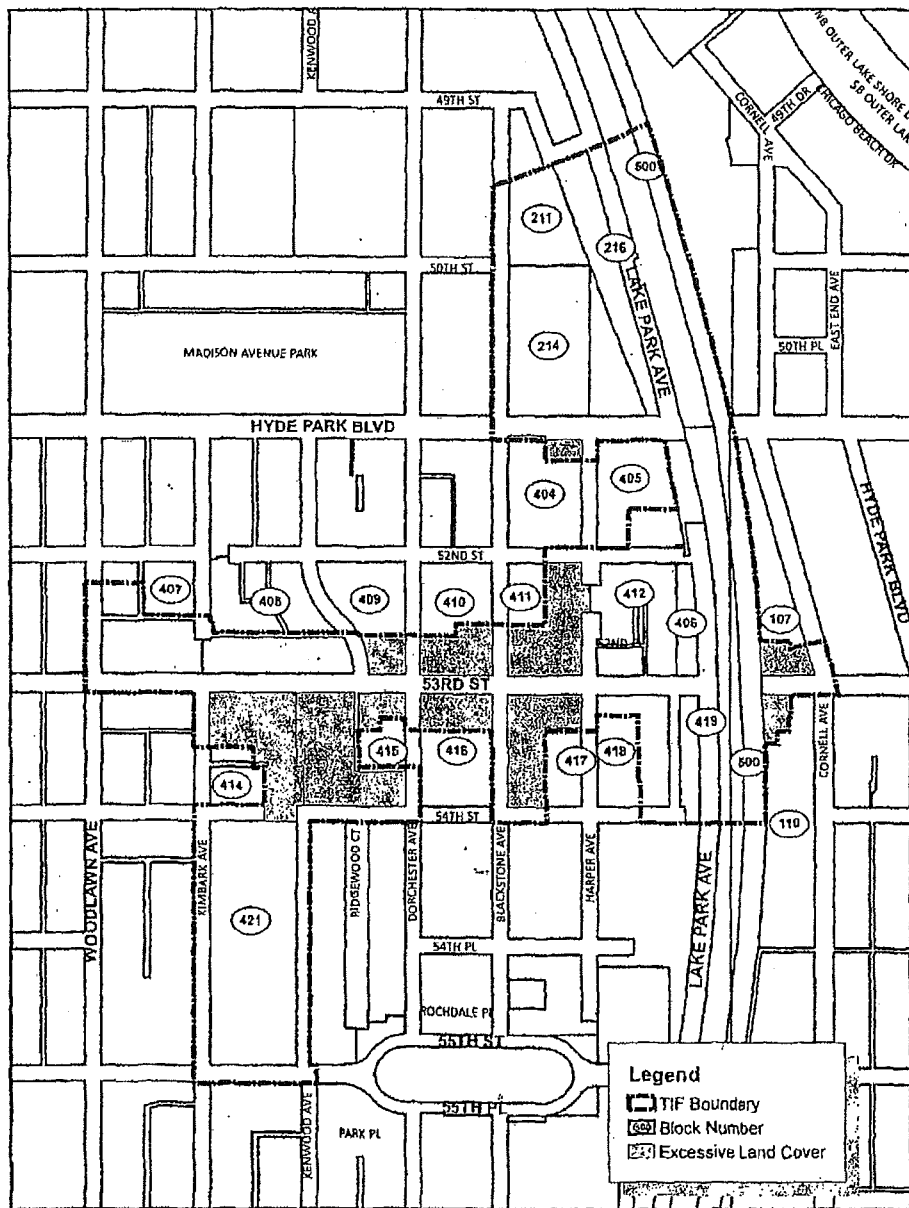 KENWOOD
NB OUTER LAKE SHORE
SB OUTER LAK
CHICAGO BEACH DR
49TH DR
CORNELL AVE
49TH ST
500
211
216
50TH ST
LAKE PARK AVE
EAST END AVE
50TH PL
214
MADISON AVENUE PARK
HYDE PARK BLVD
404
405
HYDE PARK BLVD
52ND ST
407
408
409
410
411
412
406
107
52ND
53RD ST
419
415
416
417
418
500
CORNELL AVE
414
54TH ST
110
WOODLAWN AVE
KIMBARK AVE
RIDGEWOOD CT
DORCHESTER AVE
BLACKSTONE AVE
HARPER AVE
LAKE PARK AVE
421
54TH PL
ROCHDALE PL
55TH ST
55TH PL
KENWOOD AVE
PARK PL
Legend
TIF Boundary
Block Number
Excessive Land Cover